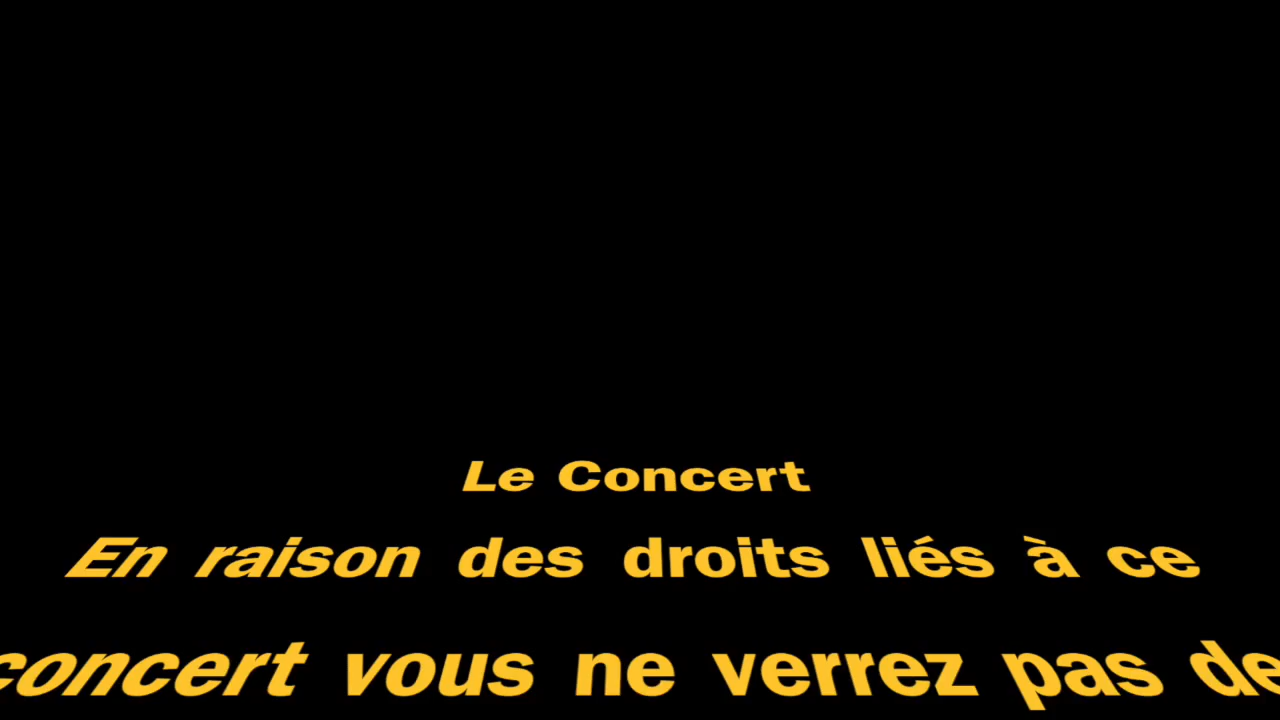 Le Concert
En raison des droits liés à ce
concert vous ne verrez pas de